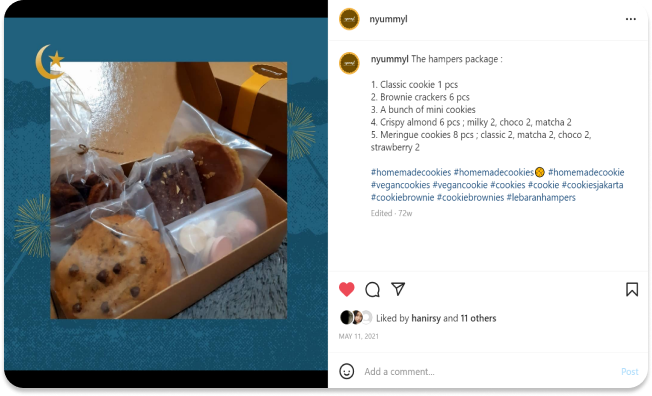 nyummyl
nyummyl The hampers package :
1. Classic cookie 1 pcs
2. Brownie crackers 6 pcs
3. A bunch of mini cookies
4. Crispy almond 6 pcs ; milky 2, choco 2, matcha 2
5. Meringue cookies 8 pcs ; classic 2, matcha 2, choco 2,
strawberry 2
#homemadecookies #homemadecookies🍪 #homemadecookie
#vegancookies #vegancookie #cookies #cookie #cookiesjakarta
#cookiebrownie #cookiebrownies #lebaranhampers
Edited · 72w
Liked by hanirsy and 11 others
MAY 11, 2021
Add a comment...
Post